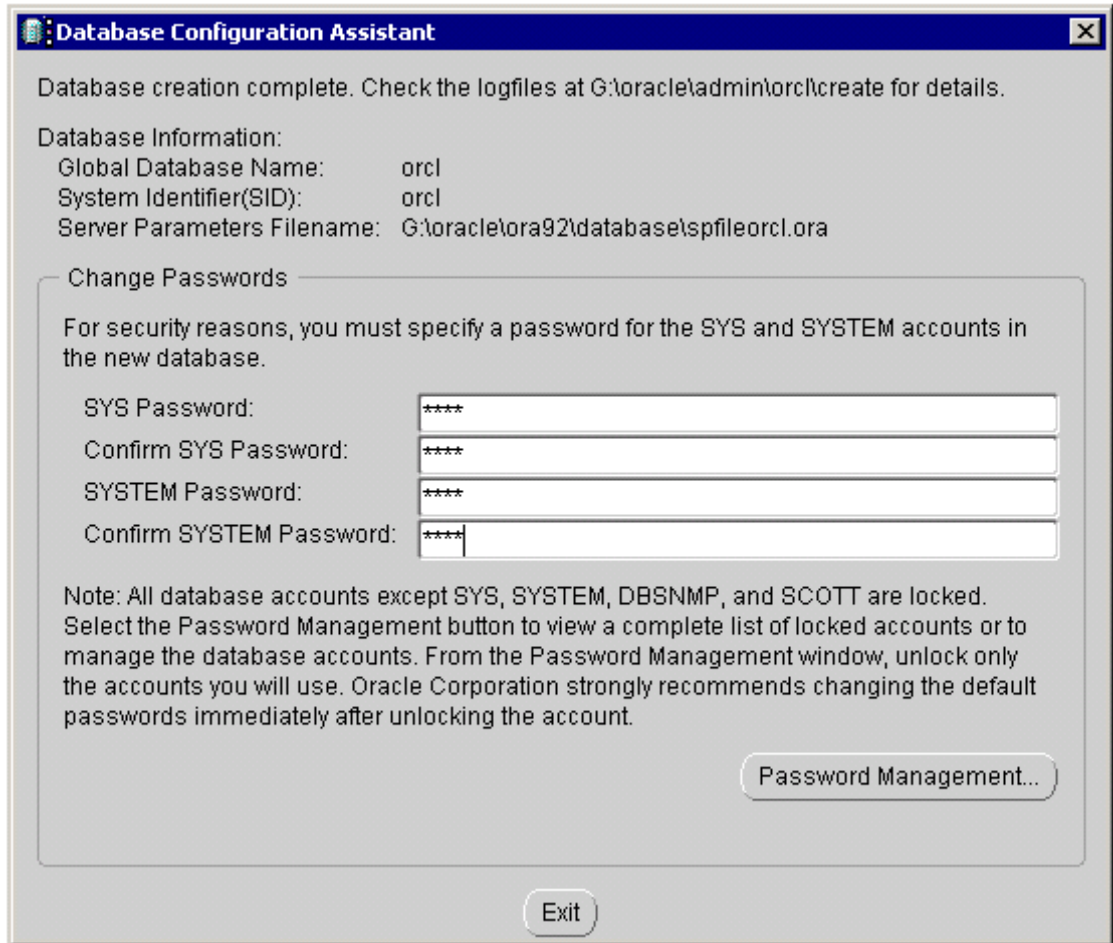 Database Configuration Assistant
Database creation complete. Check the logfiles at G:\oracle\admin\orcl\create for details.
Database Information:
Global Database Name: orcl
System Identifier(SID): orcl
Server Parameters Filename: G:\oracle\ora92\database\spfileorcl.ora
Change Passwords
For security reasons, you must specify a password for the SYS and SYSTEM accounts in
the new database.
SYS Password: ****
Confirm SYS Password: ****
SYSTEM Password: ****
Confirm SYSTEM Password: ****
Note: All database accounts except SYS, SYSTEM, DBSNMP, and SCOTT are locked.
Select the Password Management button to view a complete list of locked accounts or to
manage the database accounts. From the Password Management window, unlock only
the accounts you will use. Oracle Corporation strongly recommends changing the default
passwords immediately after unlocking the account.
Password Management...
Exit